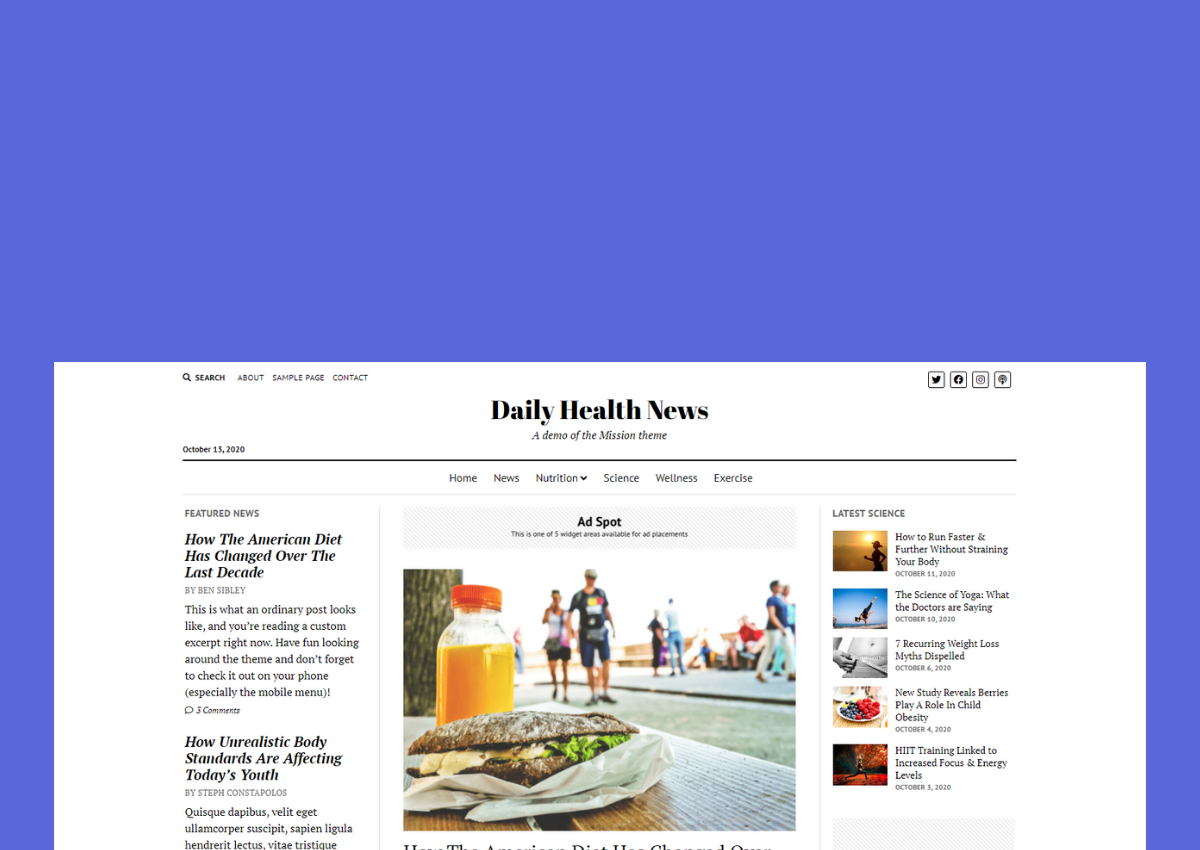 SEARCH ABOUT SAMPLE PAGE CONTACT
Daily Health News
A demo of the Mission theme
October 13, 2020
Home News Nutrition Science Wellness Exercise
FEATURED NEWS
How The American Diet
Has Changed Over The
Last Decade
BY BEN SIBLEY
This is what an ordinary post looks
like, and you're reading a custom
excerpt right now. Have fun looking
around the theme and don't forget
to check it out on your phone
(especially the mobile menu)!
3 Comments
How Unrealistic Body
Standards Are Affecting
Today's Youth
BY STEPH CONSTAPOLOS
Quisque dapibus, velit eget
ullamcorper suscipit, sapien ligula
hendrerit lectus, vitae tristique
Ad Spot
This is one of 5 widget areas available for ad placements
How The American Diet Has Changed Over
LATEST SCIENCE
How to Run Faster &
Further Without Straining
Your Body
OCTOBER 11, 2020
The Science of Yoga: What
the Doctors are Saying
OCTOBER 10, 2020
7 Recurring Weight Loss
Myths Dispelled
OCTOBER 6, 2020
New Study Reveals Berries
Play A Role In Child
Obesity
OCTOBER 4, 2020
HIIT Training Linked to
Increased Focus & Energy
Levels
OCTOBER 3, 2020